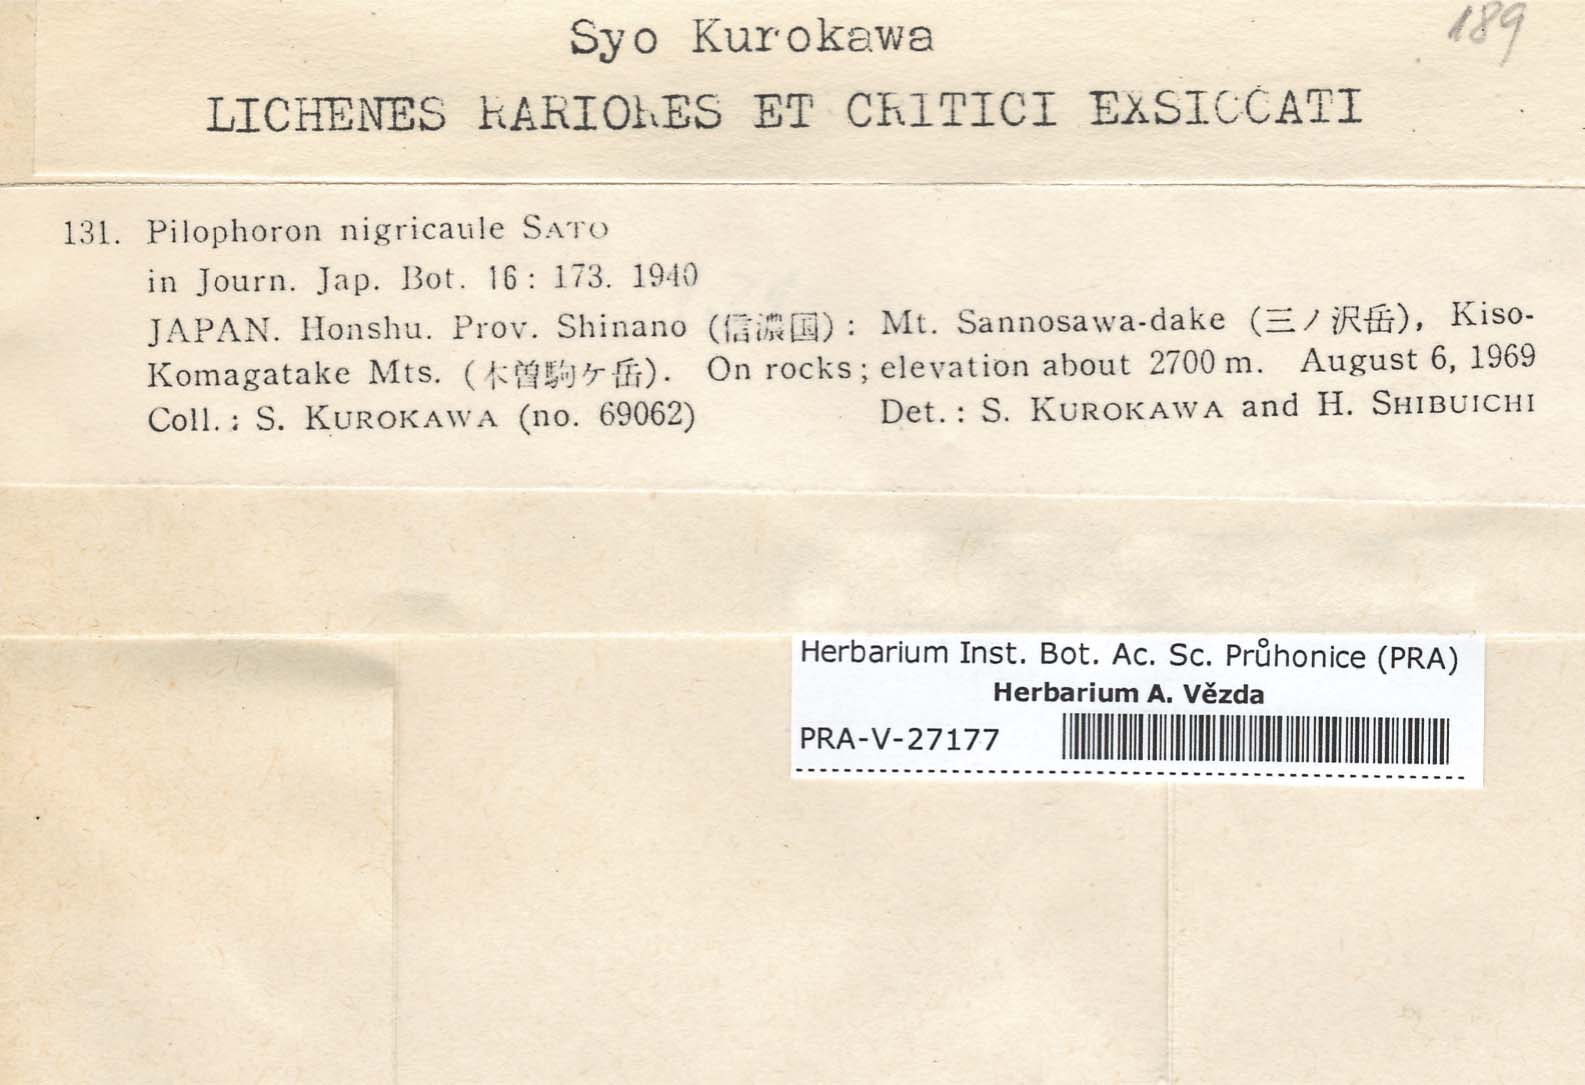 189
Syo Kurokawa
LICHENES RARIORES ET CRITICI EXSICCATI
131. Pilophoron nigricaule SATO
in Journ. Jap. Bot. 16: 173. 1940
JAPAN. Honshu. Prov. Shinano (信濃国): Mt. Sannosawa-dake (三ノ沢岳), Kiso-
Komagatake Mts. (木曽駒ケ岳). On rocks; elevation about 2700 m. August 6, 1969
Coll.: S. KUROKAWA (no. 69062) Det.: S. KUROKAWA and H. SHIBUICHI
Herbarium Inst. Bot. Ac. Sc. Průhonice (PRA)
Herbarium A. Vězda
PRA-V-27177